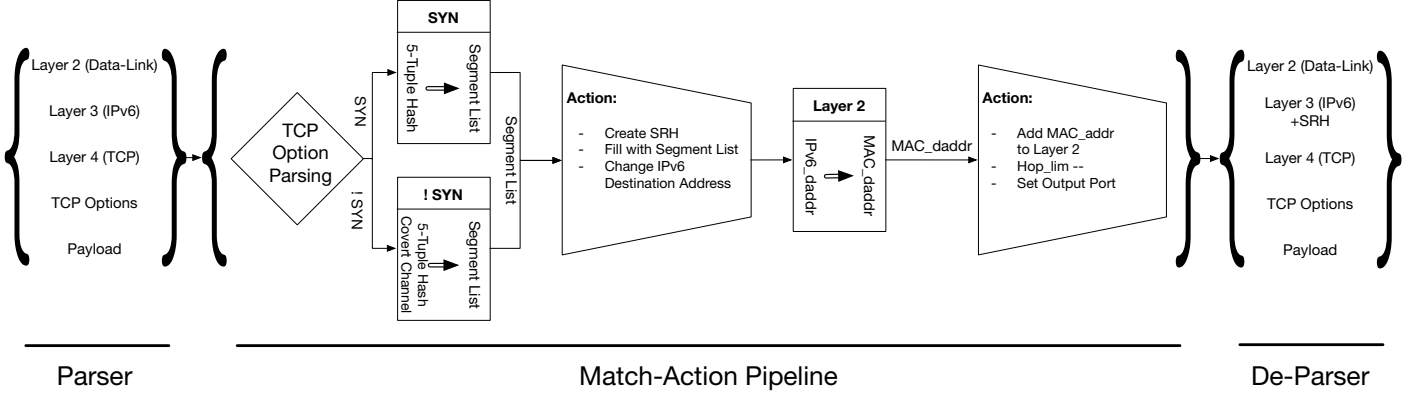 Layer 2 (Data-Link)
Layer 3 (IPv6)
Layer 4 (TCP)
TCP Options
Payload
Parser
TCP
Option
Parsing
SYN
! SYN
SYN
5-Tuple Hash
Segment List
! SYN
5-Tuple Hash
Covert Channel
Segment List
Segment List
Action:
- Create SRH
- Fill with Segment List
- Change IPv6
Destination Address
Layer 2
IPv6_daddr
MAC_daddr
MAC_daddr
Action:
- Add MAC_addr
to Layer 2
- Hop_lim --
- Set Output Port
Match-Action Pipeline
Layer 2 (Data-Link)
Layer 3 (IPv6)
+SRH
Layer 4 (TCP)
TCP Options
Payload
De-Parser